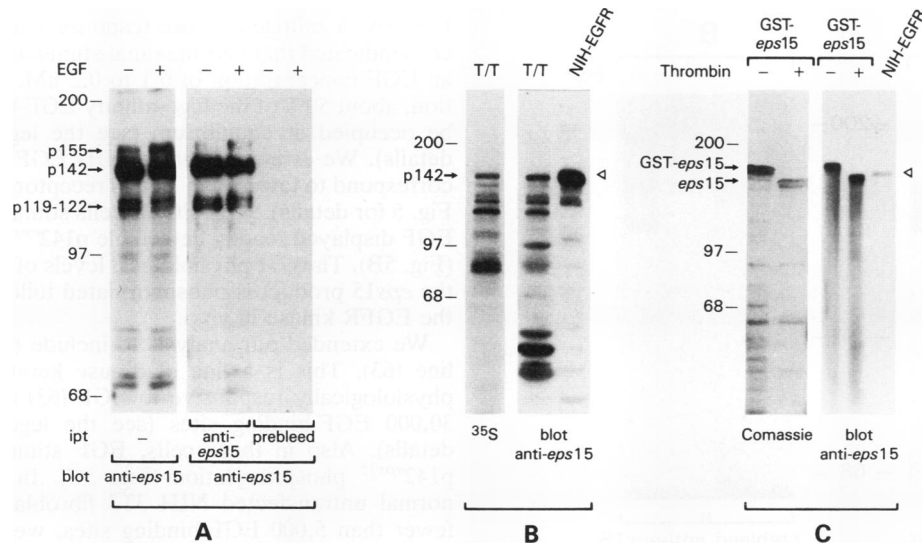 EGF – + – + – +
200
p155
p142
p119-122
97
68
ipt – anti-eps15 prebleed
blot anti-eps15 anti-eps15
A
T/T T/T NIH-EGFR
200
p142
97
68
35S blot
anti-eps15
B
GST-eps15 GST-eps15 NIH-EGFR
Thrombin – + – +
200
GST-eps15
eps15
97
68
Comassie blot
anti-eps15
C